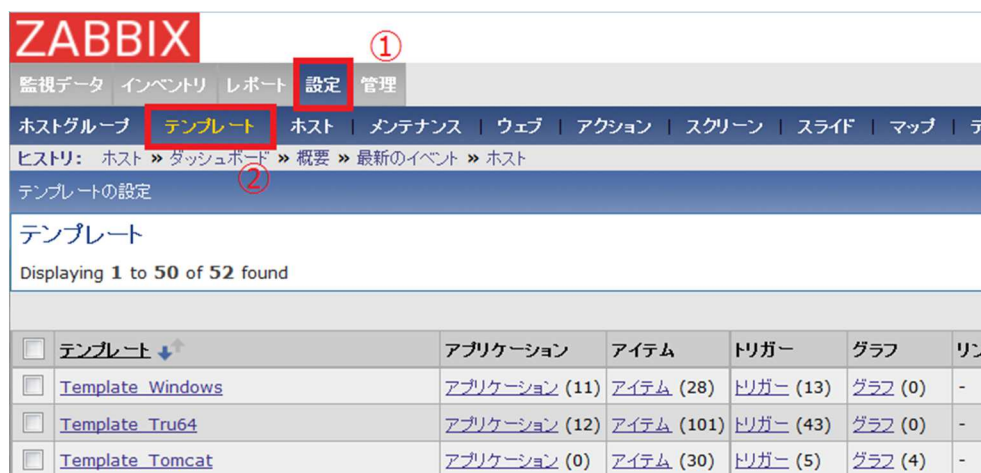 ZABBIX
①
監視データ インベントリ レポート 設定 管理
ホストグループ テンプレート ホスト | メンテナンス | ウェブ | アクション | スクリーン | スライド | マップ |
ヒストリ: ホスト » ダッシュボード » 概要 » 最新のイベント » ホスト
②
テンプレートの設定
テンプレート
Displaying 1 to 50 of 52 found
テンプレート アプリケーション アイテム トリガー グラフ リン
Template_Windows アプリケーション (11) アイテム (28) トリガー (13) グラフ (0) -
Template_Tru64 アプリケーション (12) アイテム (101) トリガー (43) グラフ (0) -
Template_Tomcat アプリケーション (0) アイテム (30) トリガー (5) グラフ (4) -